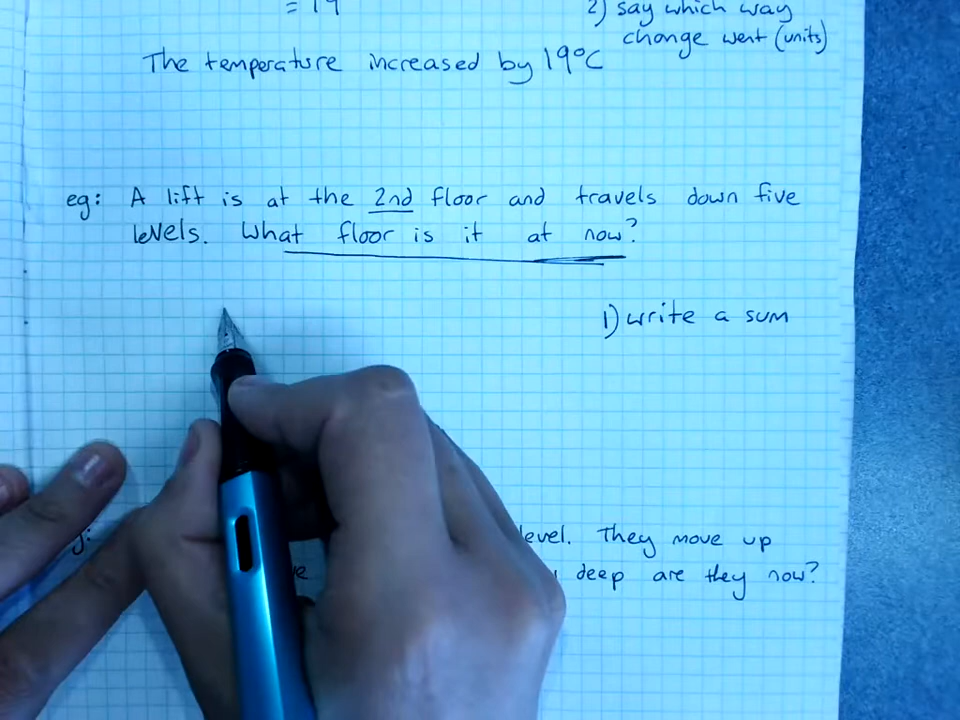 = 19
2) say which way
change went (units)
The temperature increased by 19°C
eg: A lift is at the 2nd floor and travels down five
levels. What floor is it at now?
1) write a sum
level. They move up
deep are they now?